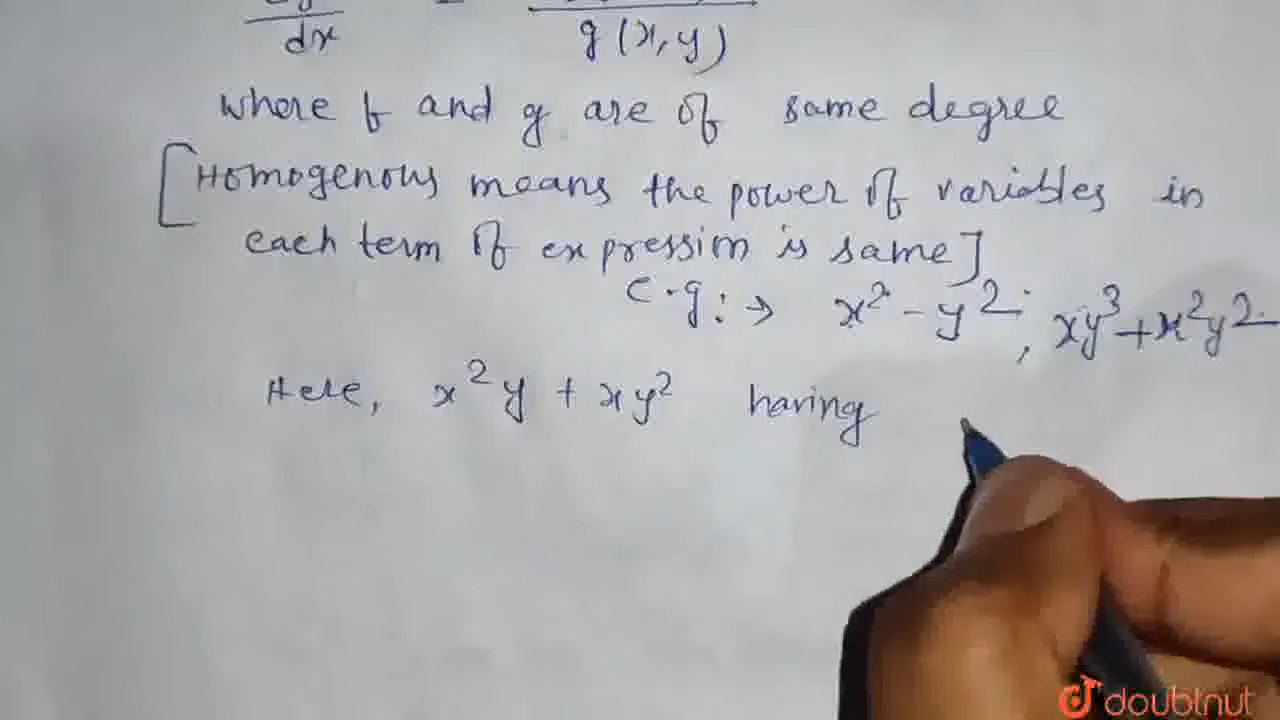 dx g(x,y)
where f and g are of same degree
[Homogenous means the power of variables in
each term of expression is same]
e.g:→ x²-y²; xy³+x²y²
Here, x²y + xy² having
doubtnut